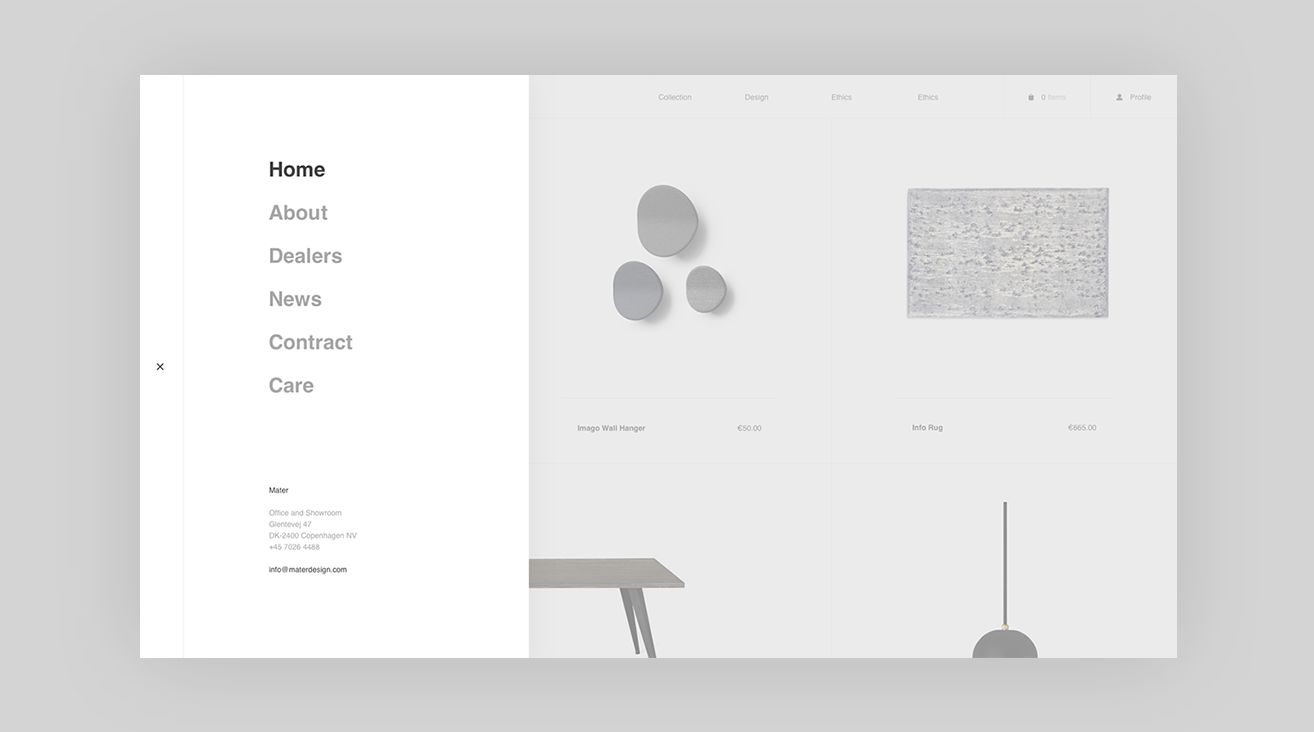 Home
About
Dealers
News
Contract
Care
Mater
Office and Showroom
Glentevej 47
DK-2400 Copenhagen NV
+45 7026 4488
info@materdesign.com
Collection
Design
Ethics
Ethics
0 Items
Profile
Imago Wall Hanger
€50.00
Info Rug
€665.00